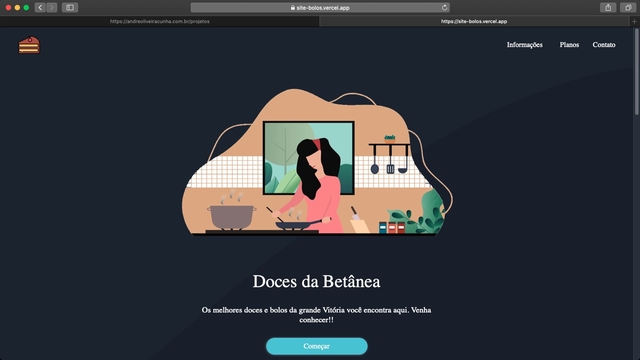 site-bolos.vercel.app
https://andreoliveiracunha.com.br/projetos
https://site-bolos.vercel.app
Informações Planos Contato
Doces da Betânea
Os melhores doces e bolos da grande Vitória você encontra aqui. Venha
conhecer!!
Começar